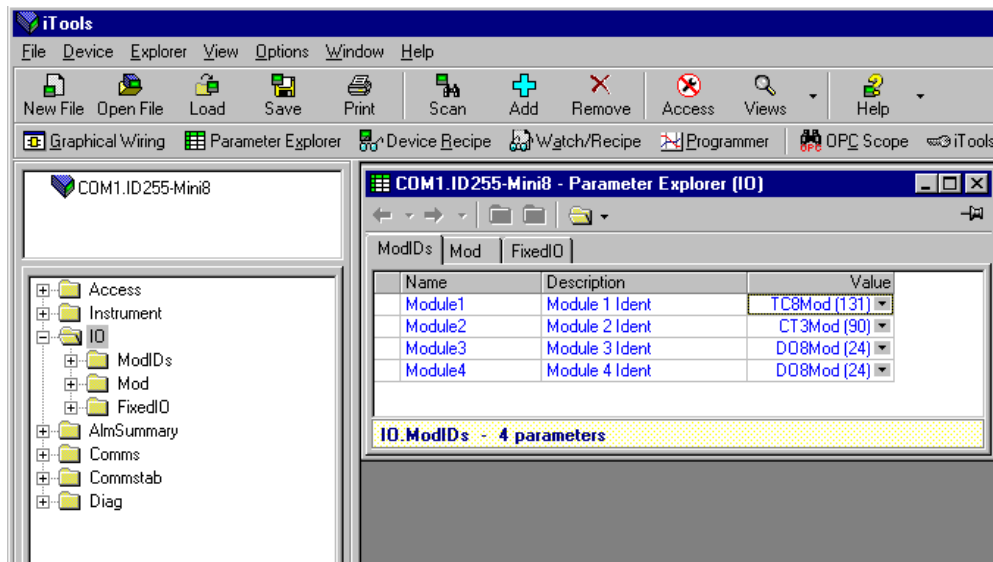 iTools
File Device Explorer View Options Window Help
New File Open File Load Save Print Scan Add Remove Access Views Help
Graphical Wiring Parameter Explorer Device Recipe Watch/Recipe Programmer OPC OPC Scope iTools
COM1.ID255-Mini8
Access
Instrument
IO
ModIDs
Mod
FixedIO
AlmSummary
Comms
Commstab
Diag
COM1.ID255-Mini8 - Parameter Explorer (IO)
ModIDs Mod FixedIO
Name Description Value
Module1 Module 1 Ident TC8Mod (131)
Module2 Module 2 Ident CT3Mod (90)
Module3 Module 3 Ident DO8Mod (24)
Module4 Module 4 Ident DO8Mod (24)
IO.ModIDs - 4 parameters